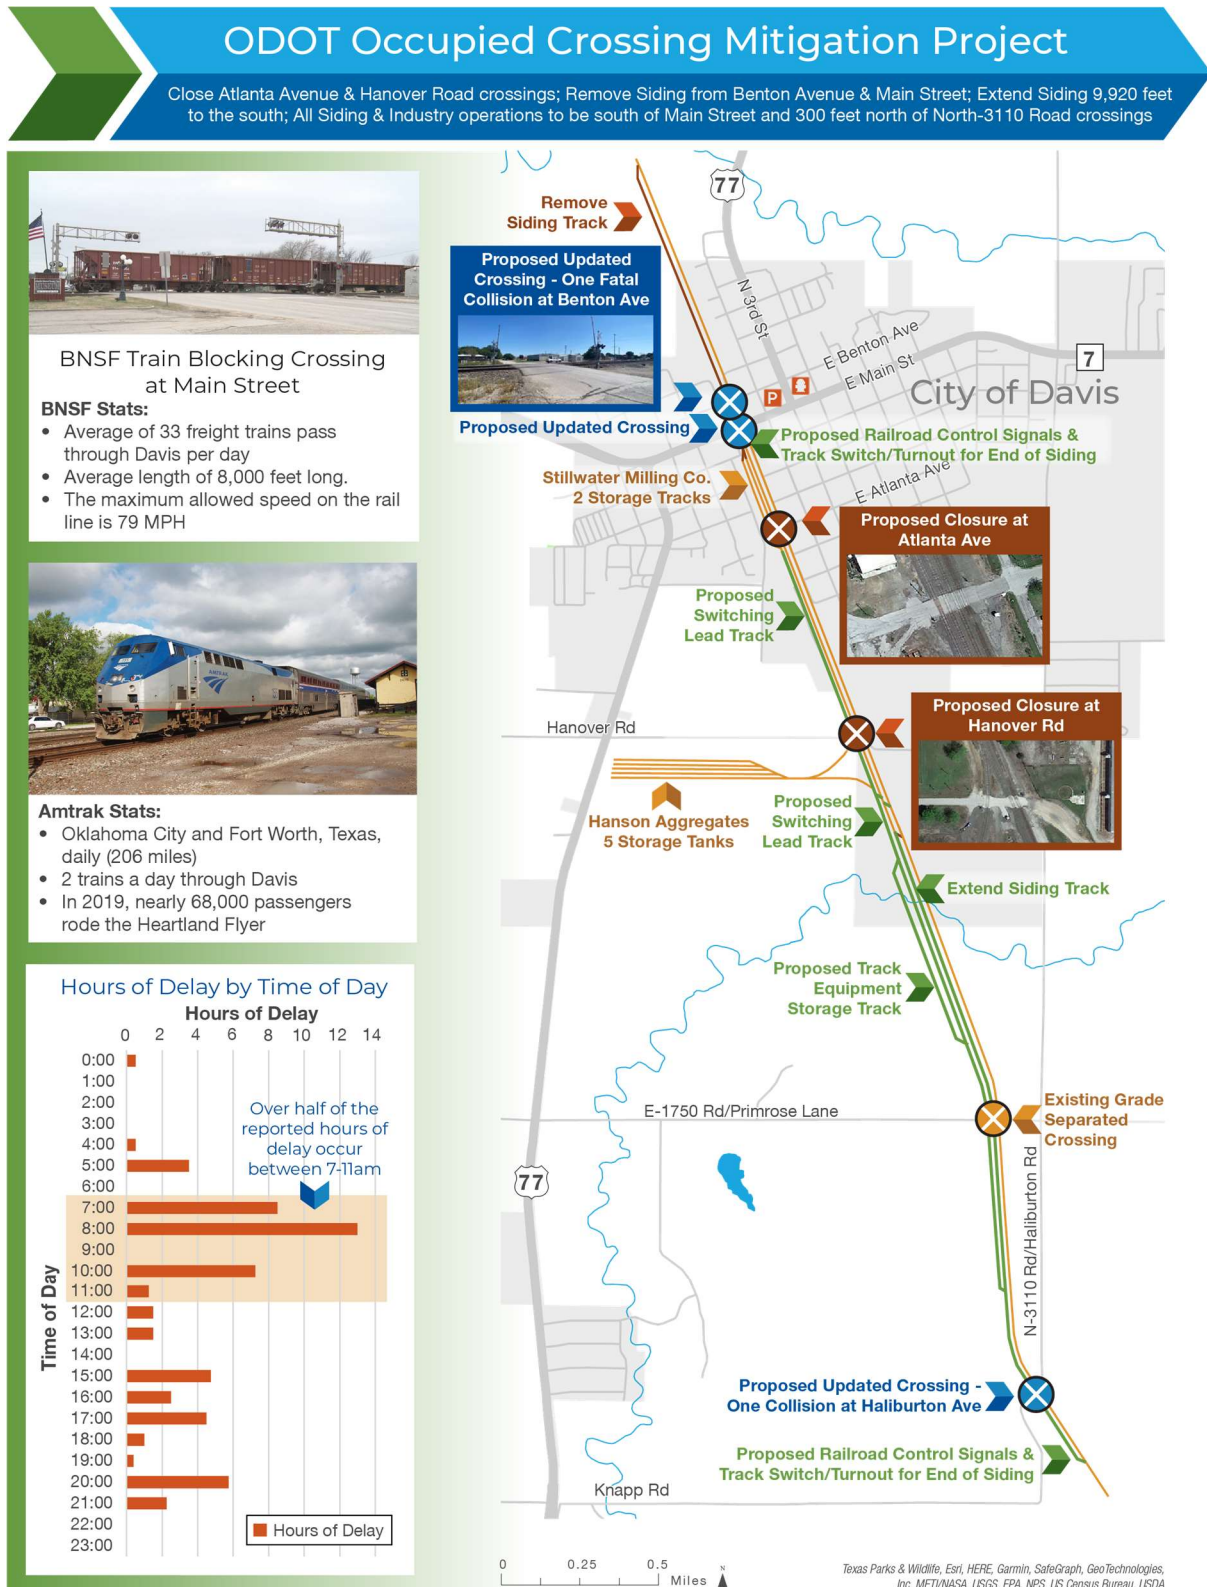 ODOT Occupied Crossing Mitigation Project
Close Atlanta Avenue & Hanover Road crossings; Remove Siding from Benton Avenue & Main Street; Extend Siding 9,920 feet
to the south; All Siding & Industry operations to be south of Main Street and 300 feet north of North-3110 Road crossings
BNSF Train Blocking Crossing
at Main Street
BNSF Stats:
• Average of 33 freight trains pass
through Davis per day
• Average length of 8,000 feet long.
• The maximum allowed speed on the rail
line is 79 MPH
AMTRAK
Amtrak Stats:
• Oklahoma City and Fort Worth, Texas,
daily (206 miles)
• 2 trains a day through Davis
• In 2019, nearly 68,000 passengers
rode the Heartland Flyer
Hours of Delay by Time of Day
Hours of Delay
0 2 4 6 8 10 12 14
Time of Day
0:00
1:00
2:00
3:00
4:00
5:00
6:00
7:00
8:00
9:00
10:00
11:00
12:00
13:00
14:00
15:00
16:00
17:00
18:00
19:00
20:00
21:00
22:00
23:00
Over half of the
reported hours of
delay occur
between 7-11am
Hours of Delay
77
Remove
Siding Track
Proposed Updated
Crossing - One Fatal
Collision at Benton Ave
N 3rd St
E Benton Ave
E Main St
7
City of Davis
P
Proposed Updated Crossing
Proposed Railroad Control Signals &
Track Switch/Turnout for End of Siding
Stillwater Milling Co.
2 Storage Tracks
E Atlanta Ave
Proposed Closure at
Atlanta Ave
Proposed
Switching
Lead Track
Proposed Closure at
Hanover Rd
Hanover Rd
Hanson Aggregates
5 Storage Tanks
Proposed
Switching
Lead Track
Extend Siding Track
Proposed Track
Equipment
Storage Track
E-1750 Rd/Primrose Lane
Existing Grade
Separated
Crossing
77
N-3110 Rd/Haliburton Rd
Proposed Updated Crossing -
One Collision at Haliburton Ave
Proposed Railroad Control Signals &
Track Switch/Turnout for End of Siding
Knapp Rd
0 0.25 0.5
Miles
N
Texas Parks & Wildlife, Esri, HERE, Garmin, SafeGraph, GeoTechnologies,
Inc, METI/NASA, USGS, EPA, NPS, US Census Bureau, USDA